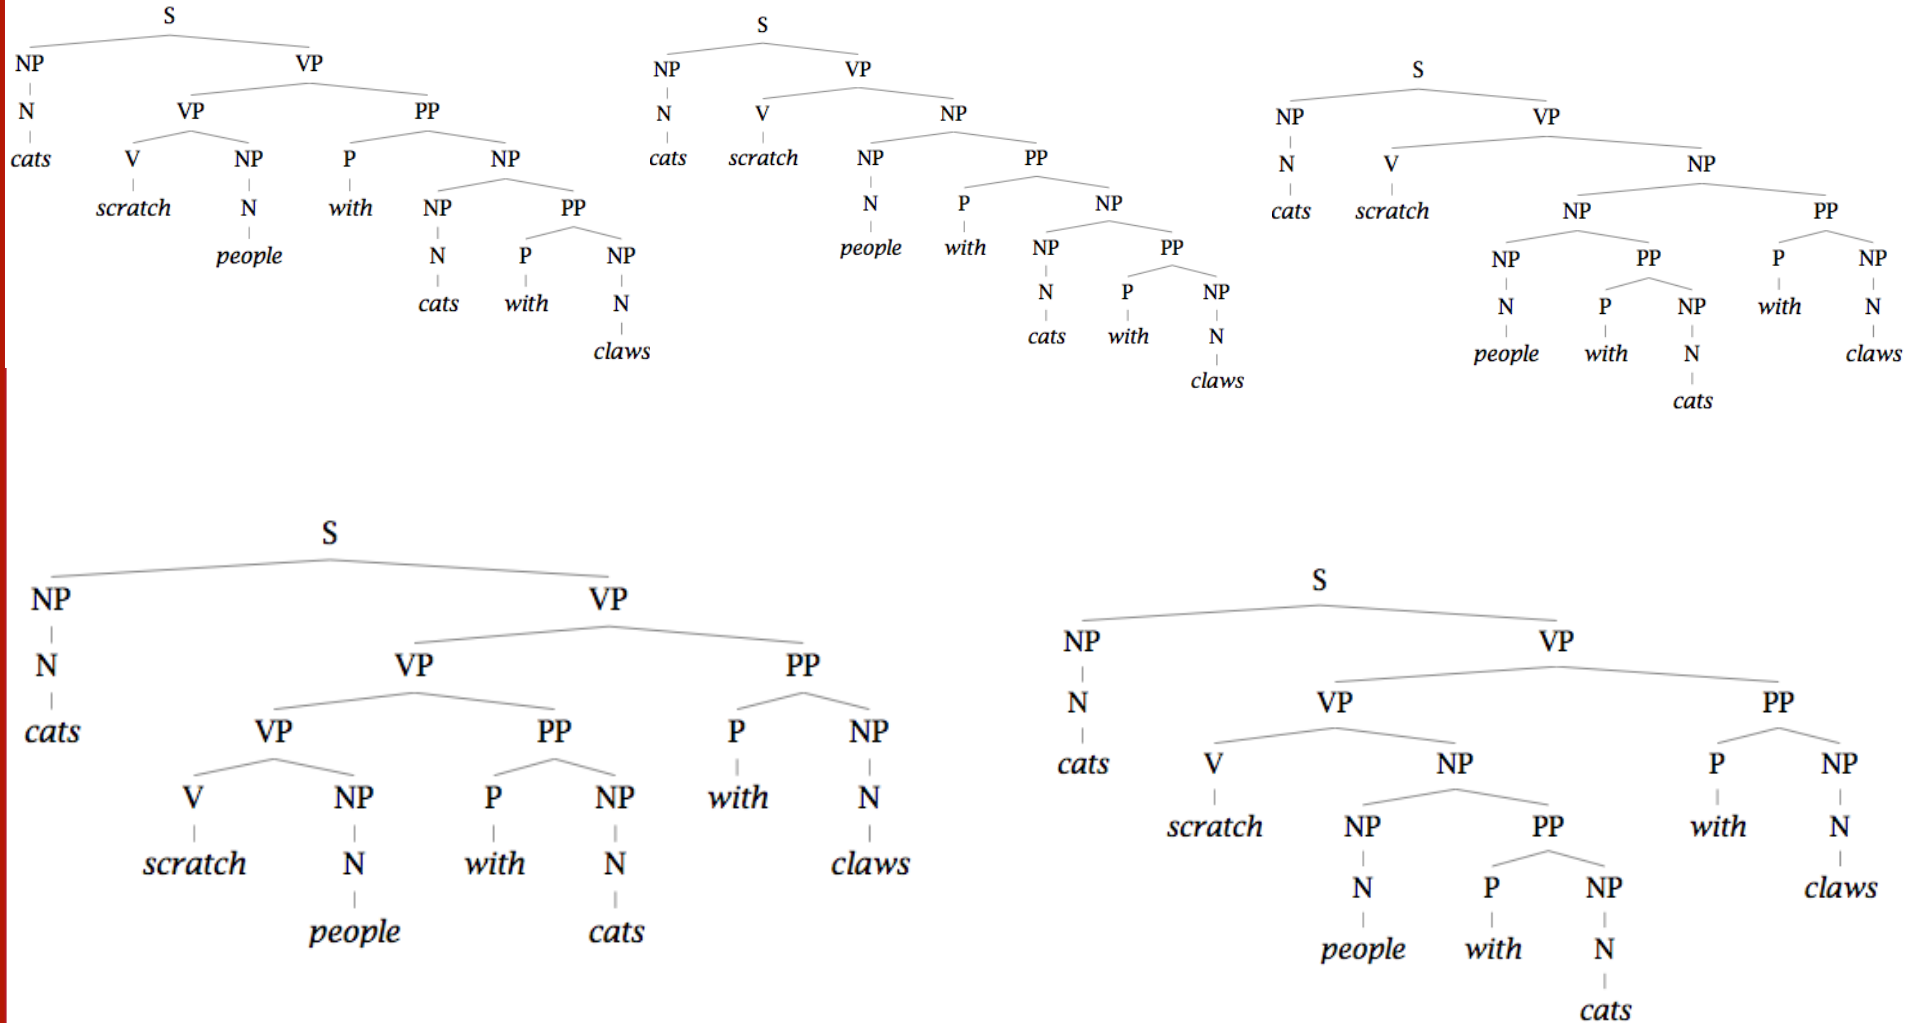 S
NP VP
N VP PP
cats V NP P NP
scratch N with NP PP
people N P NP
cats with N
claws
S
NP VP
N V NP
cats scratch NP PP
N P NP
people with NP PP
N P NP
cats with N
claws
S
NP VP
N V NP
cats scratch NP PP
NP PP P NP
N P NP with N
people with N claws
cats
S
NP VP
N VP PP
cats VP PP P NP
V NP P NP with N
scratch N with N claws
people cats
S
NP VP
N VP PP
cats V NP P NP
scratch NP PP with N
N P NP claws
people with N
cats